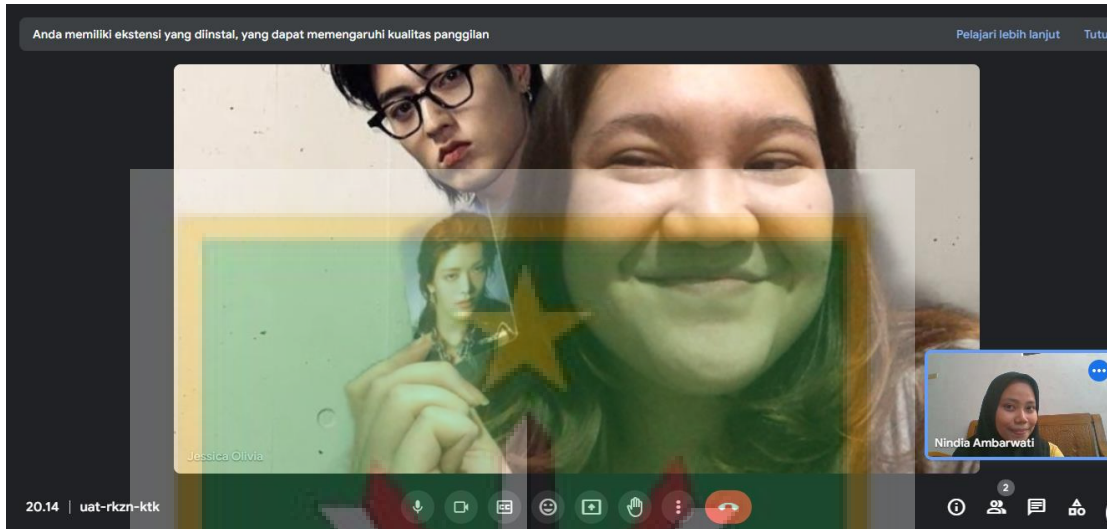 Anda memiliki ekstensi yang diinstal, yang dapat memengaruhi kualitas panggilan Pelajari lebih lanjut Tutu
Jessica Olivia
Nindia Ambarwati
2
20.14 | uat-rkzn-ktk